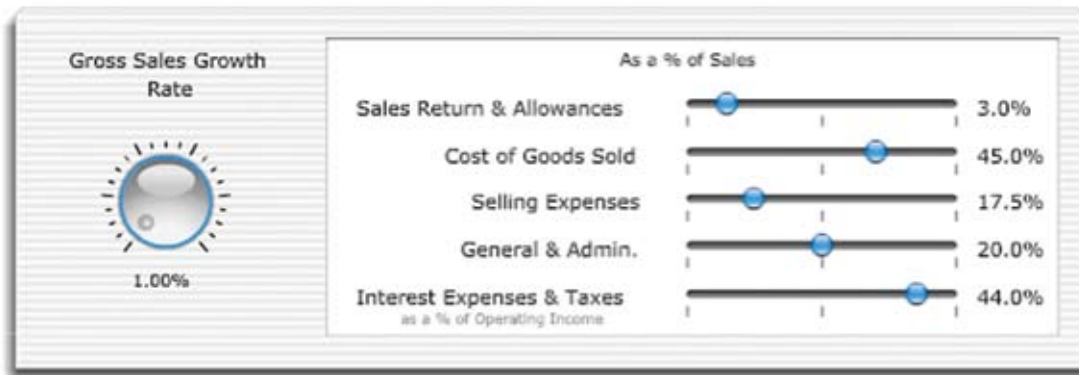 Gross Sales Growth
Rate
1.00%
As a % of Sales
Sales Return & Allowances 3.0%
Cost of Goods Sold 45.0%
Selling Expenses 17.5%
General & Admin. 20.0%
Interest Expenses & Taxes 44.0%
as a % of Operating Income